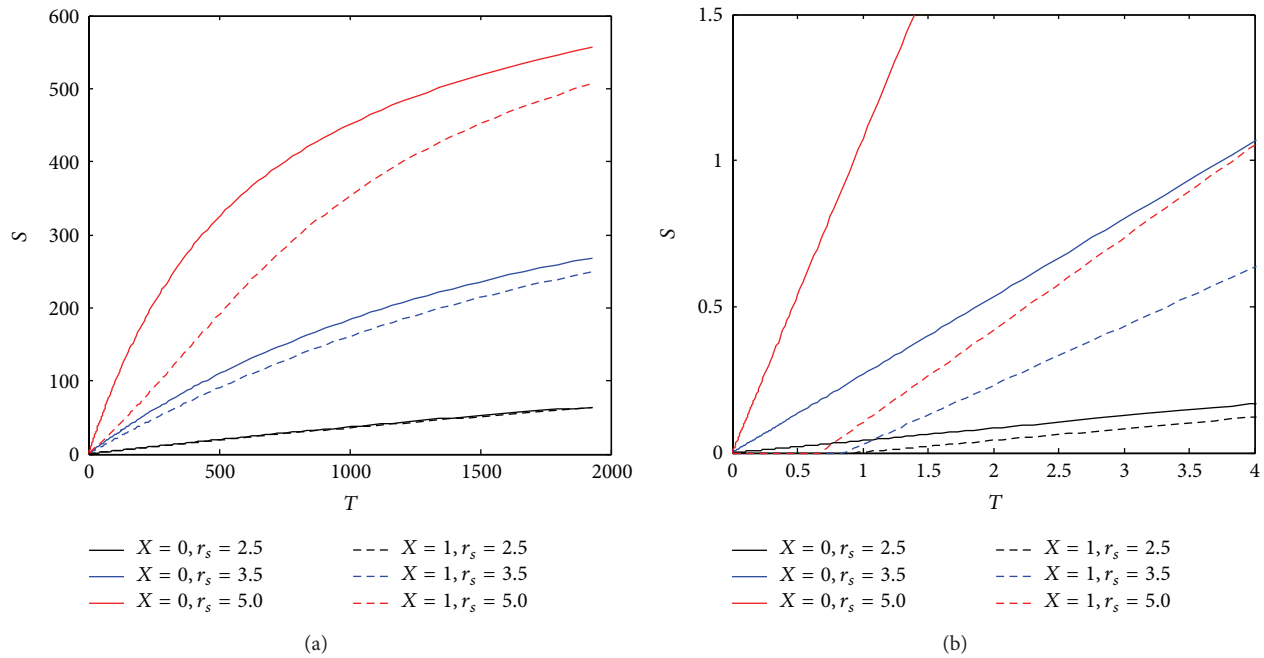 600
500
400
300
200
100
0
S
0 500 1000 1500 2000
T
X = 0, r_s = 2.5 X = 1, r_s = 2.5
X = 0, r_s = 3.5 X = 1, r_s = 3.5
X = 0, r_s = 5.0 X = 1, r_s = 5.0
(a)
1.5
1
0.5
0
S
0 0.5 1 1.5 2 2.5 3 3.5 4
T
X = 0, r_s = 2.5 X = 1, r_s = 2.5
X = 0, r_s = 3.5 X = 1, r_s = 3.5
X = 0, r_s = 5.0 X = 1, r_s = 5.0
(b)